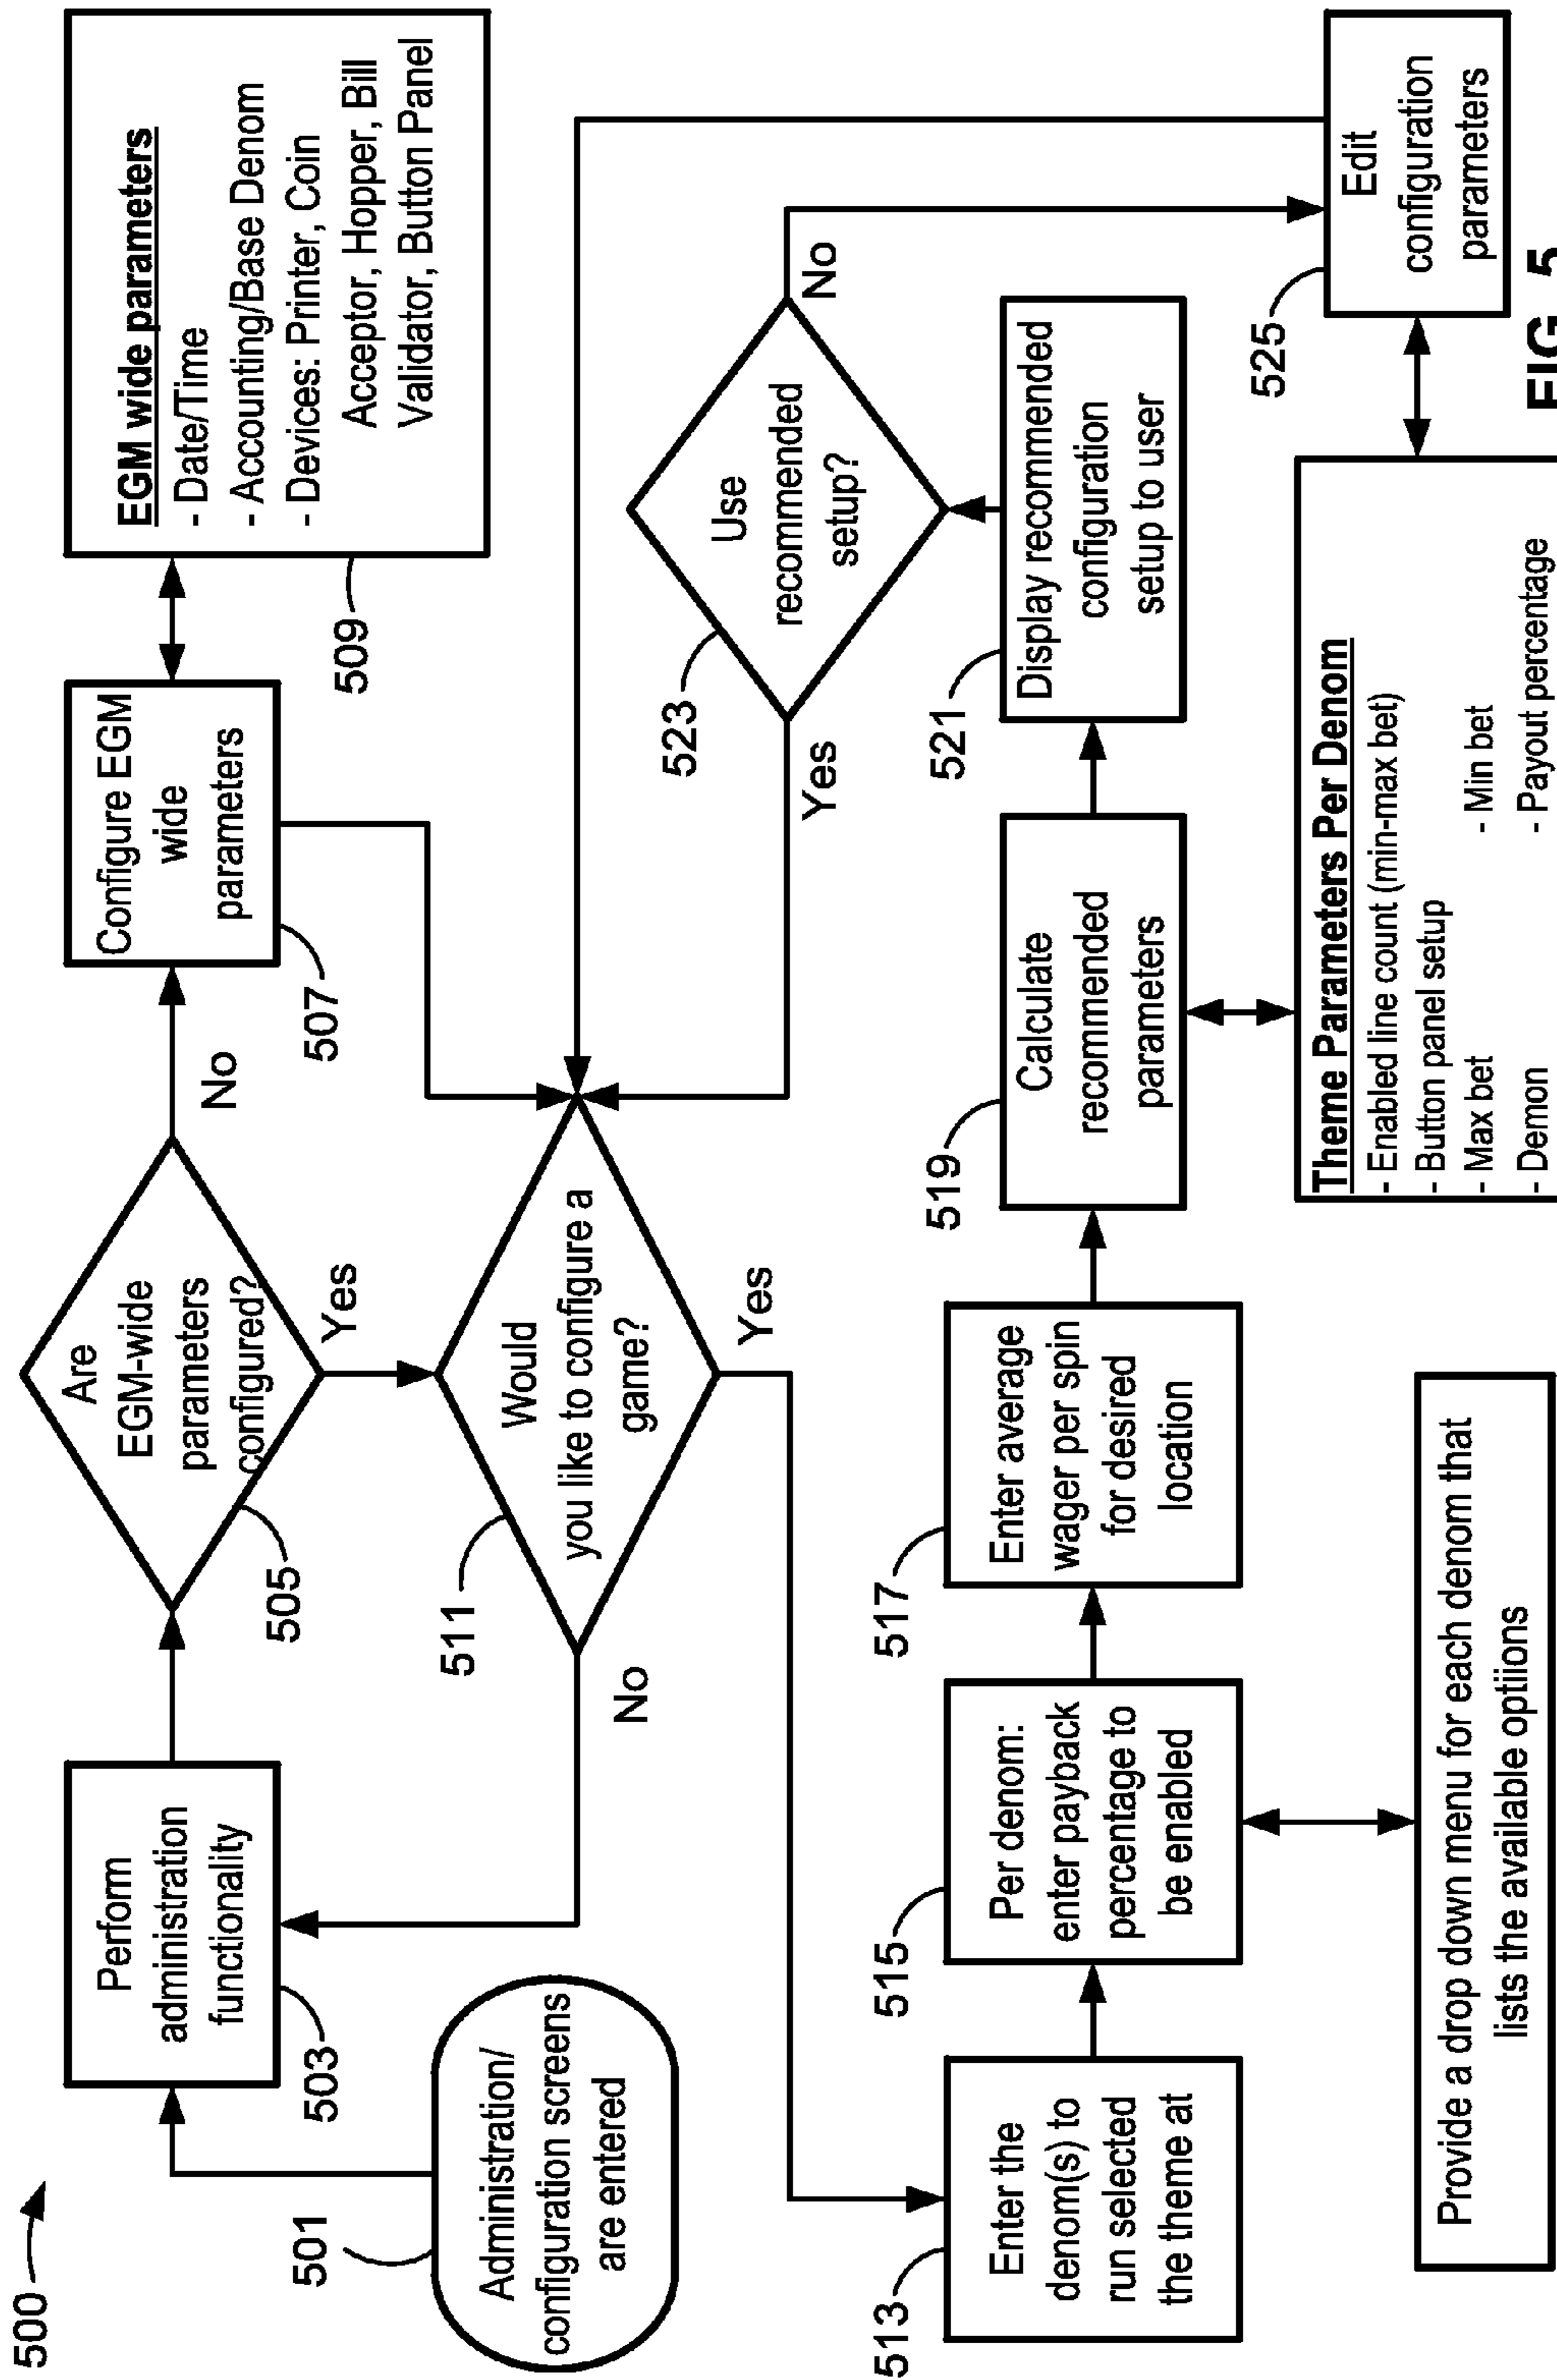 500
501
Administration/
configuration screens
are entered
503
Perform
administration
functionality
505
Are
EGM-wide
parameters
configured?
No
Yes
507
Configure EGM
wide
parameters
509
EGM wide parameters
- Date/Time
- Accounting/Base Denom
- Devices: Printer, Coin
Acceptor, Hopper, Bill
Validator, Button Panel
511
Would
you like to configure a
game?
No
Yes
513
Enter the
denom(s) to
run selected
the theme at
515
Per denom:
enter payback
percentage to
be enabled
Provide a drop down menu for each denom that
lists the available optiions
517
Enter average
wager per spin
for desired
location
519
Calculate
recommended
parameters
Theme Parameters Per Denom
- Enabled line count (min-max bet)
- Button panel setup
- Max bet - Min bet
- Demon - Payout percentage
521
Display recommended
configuration
setup to user
523
Use
recommended
setup?
Yes
No
525
Edit
configuration
parameters
FIG. 5